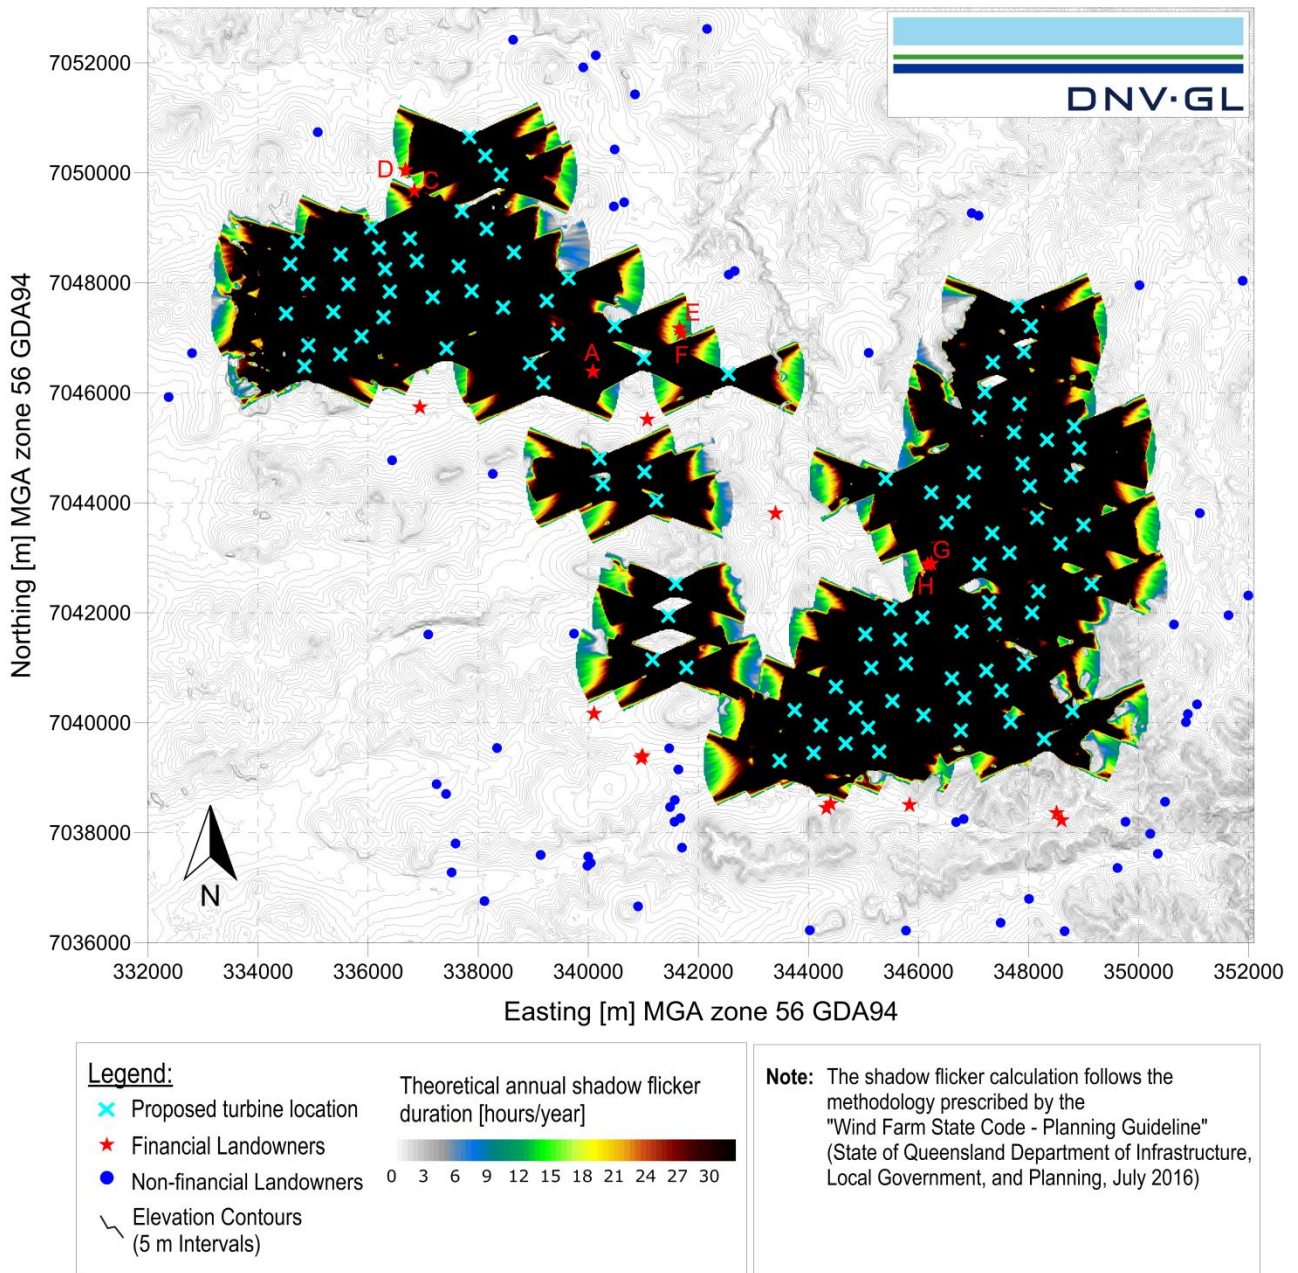 DNV·GL
7052000
7050000
7048000
7046000
7044000
7042000
7040000
7038000
7036000
Northing [m] MGA zone 56 GDA94
D
C
E
A
F
G
H
N
332000
334000
336000
338000
340000
342000
344000
346000
348000
350000
352000
Easting [m] MGA zone 56 GDA94
Legend:
Proposed turbine location
Financial Landowners
Non-financial Landowners
Elevation Contours
(5 m Intervals)
Theoretical annual shadow flicker
duration [hours/year]
0 3 6 9 12 15 18 21 24 27 30
Note: The shadow flicker calculation follows the
methodology prescribed by the
"Wind Farm State Code - Planning Guideline"
(State of Queensland Department of Infrastructure,
Local Government, and Planning, July 2016)